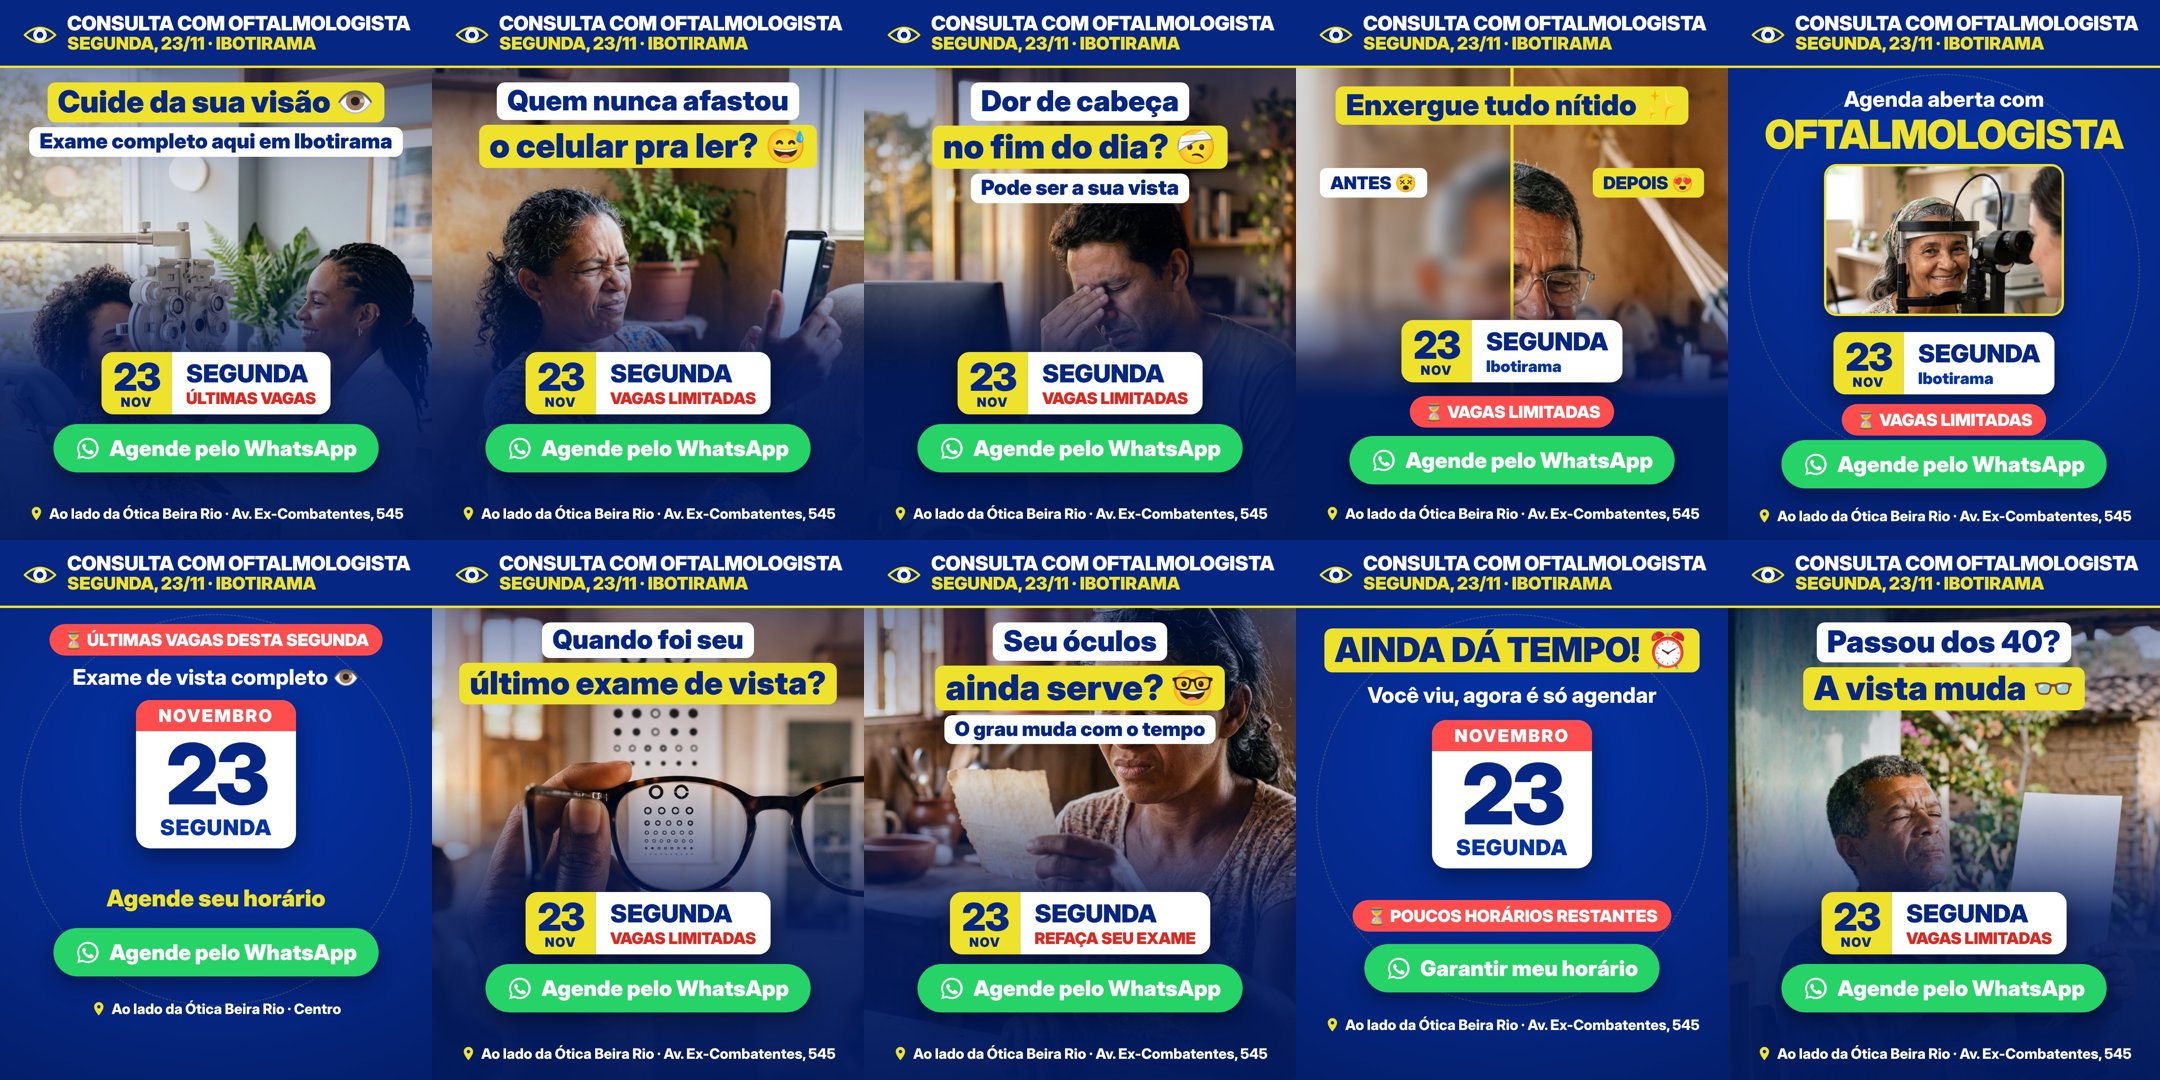 CONSULTA COM OFTALMOLOGISTA
SEGUNDA, 23/11 · IBOTIRAMA
Cuide da sua visão 👁️
Exame completo aqui em Ibotirama
23
NOV
SEGUNDA
ÚLTIMAS VAGAS
Agende pelo WhatsApp
Ao lado da Ótica Beira Rio · Av. Ex-Combatentes, 545
CONSULTA COM OFTALMOLOGISTA
SEGUNDA, 23/11 · IBOTIRAMA
Quem nunca afastou
o celular pra ler? 😅
23
NOV
SEGUNDA
VAGAS LIMITADAS
Agende pelo WhatsApp
Ao lado da Ótica Beira Rio · Av. Ex-Combatentes, 545
CONSULTA COM OFTALMOLOGISTA
SEGUNDA, 23/11 · IBOTIRAMA
Dor de cabeça
no fim do dia? 🤕
Pode ser a sua vista
23
NOV
SEGUNDA
VAGAS LIMITADAS
Agende pelo WhatsApp
Ao lado da Ótica Beira Rio · Av. Ex-Combatentes, 545
CONSULTA COM OFTALMOLOGISTA
SEGUNDA, 23/11 · IBOTIRAMA
Enxergue tudo nítido ✨
ANTES 😵
DEPOIS 😍
23
NOV
SEGUNDA
Ibotirama
⏳ VAGAS LIMITADAS
Agende pelo WhatsApp
Ao lado da Ótica Beira Rio · Av. Ex-Combatentes, 545
CONSULTA COM OFTALMOLOGISTA
SEGUNDA, 23/11 · IBOTIRAMA
Agenda aberta com
OFTALMOLOGISTA
23
NOV
SEGUNDA
Ibotirama
⏳ VAGAS LIMITADAS
Agende pelo WhatsApp
Ao lado da Ótica Beira Rio · Av. Ex-Combatentes, 545
CONSULTA COM OFTALMOLOGISTA
SEGUNDA, 23/11 · IBOTIRAMA
⏳ ÚLTIMAS VAGAS DESTA SEGUNDA
Exame de vista completo 👁️
NOVEMBRO
23
SEGUNDA
Agende seu horário
Agende pelo WhatsApp
Ao lado da Ótica Beira Rio · Centro
CONSULTA COM OFTALMOLOGISTA
SEGUNDA, 23/11 · IBOTIRAMA
Quando foi seu
último exame de vista?
23
NOV
SEGUNDA
VAGAS LIMITADAS
Agende pelo WhatsApp
Ao lado da Ótica Beira Rio · Av. Ex-Combatentes, 545
CONSULTA COM OFTALMOLOGISTA
SEGUNDA, 23/11 · IBOTIRAMA
Seu óculos
ainda serve? 🤓
O grau muda com o tempo
23
NOV
SEGUNDA
REFAÇA SEU EXAME
Agende pelo WhatsApp
Ao lado da Ótica Beira Rio · Av. Ex-Combatentes, 545
CONSULTA COM OFTALMOLOGISTA
SEGUNDA, 23/11 · IBOTIRAMA
AINDA DÁ TEMPO! ⏰
Você viu, agora é só agendar
NOVEMBRO
23
SEGUNDA
⏳ POUCOS HORÁRIOS RESTANTES
Garantir meu horário
Ao lado da Ótica Beira Rio · Av. Ex-Combatentes, 545
CONSULTA COM OFTALMOLOGISTA
SEGUNDA, 23/11 · IBOTIRAMA
Passou dos 40?
A vista muda 👓
23
NOV
SEGUNDA
VAGAS LIMITADAS
Agende pelo WhatsApp
Ao lado da Ótica Beira Rio · Av. Ex-Combatentes, 545